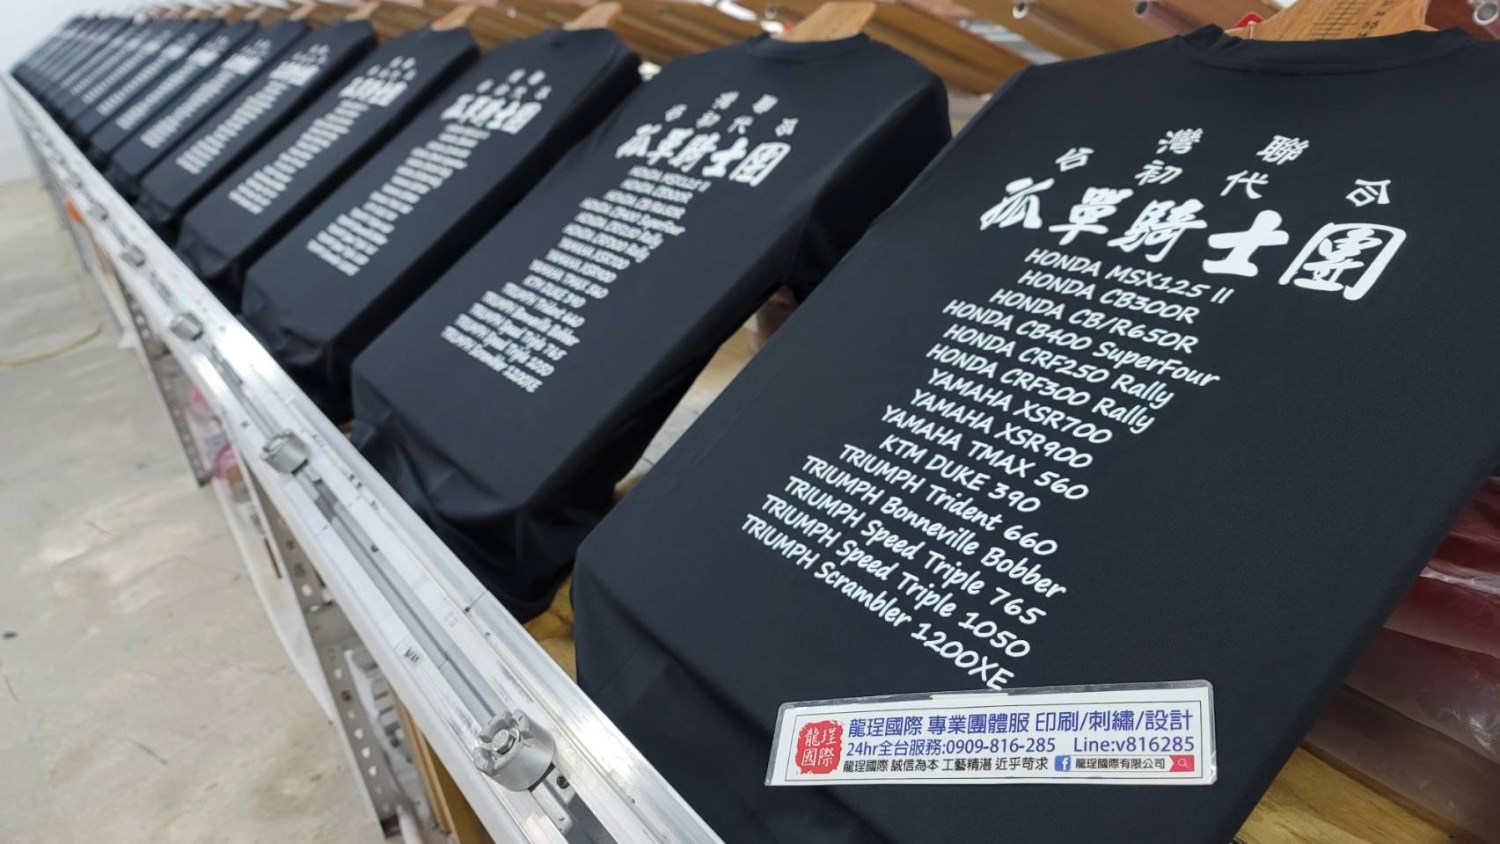 台灣聯合
初代
孤單騎士團
HONDA MSX125 II
HONDA CB300R
HONDA CB/R650R
HONDA CB400 SuperFour
HONDA CRF250 Rally
HONDA CRF300 Rally
YAMAHA XSR700
YAMAHA XSR900
YAMAHA TMAX 560
KTM DUKE 390
TRIUMPH Trident 660
TRIUMPH Bonneville Bobber
TRIUMPH Speed Triple 765
TRIUMPH Speed Triple 1050
TRIUMPH Scrambler 1200XE
龍珵
國際
龍珵國際 專業團體服 印刷/刺繡/設計
24hr全台服務:0909-816-285 Line:v816285
龍珵國際 誠信為本 工藝精湛 近乎苛求 f 龍珵國際有限公司